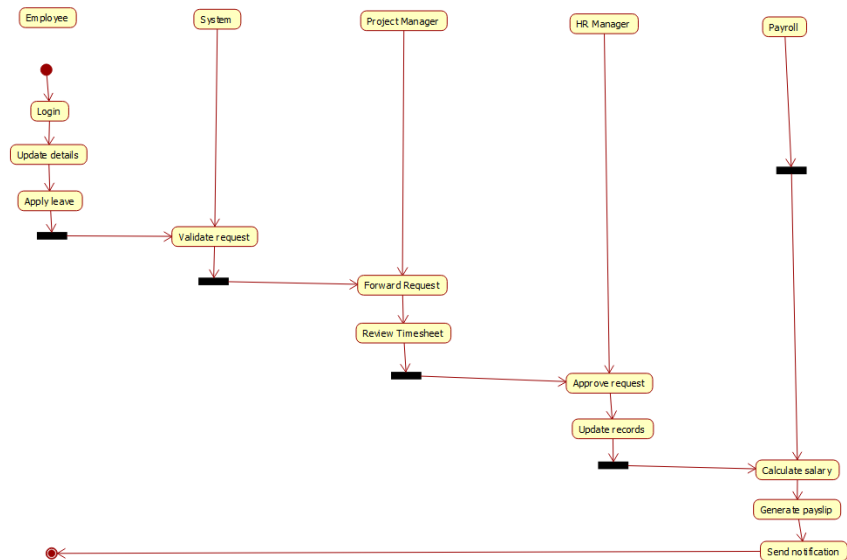 Employee
System
Project Manager
HR Manager
Payroll
Login
Update details
Apply leave
Validate request
Forward Request
Review Timesheet
Approve request
Update records
Calculate salary
Generate payslip
Send notification